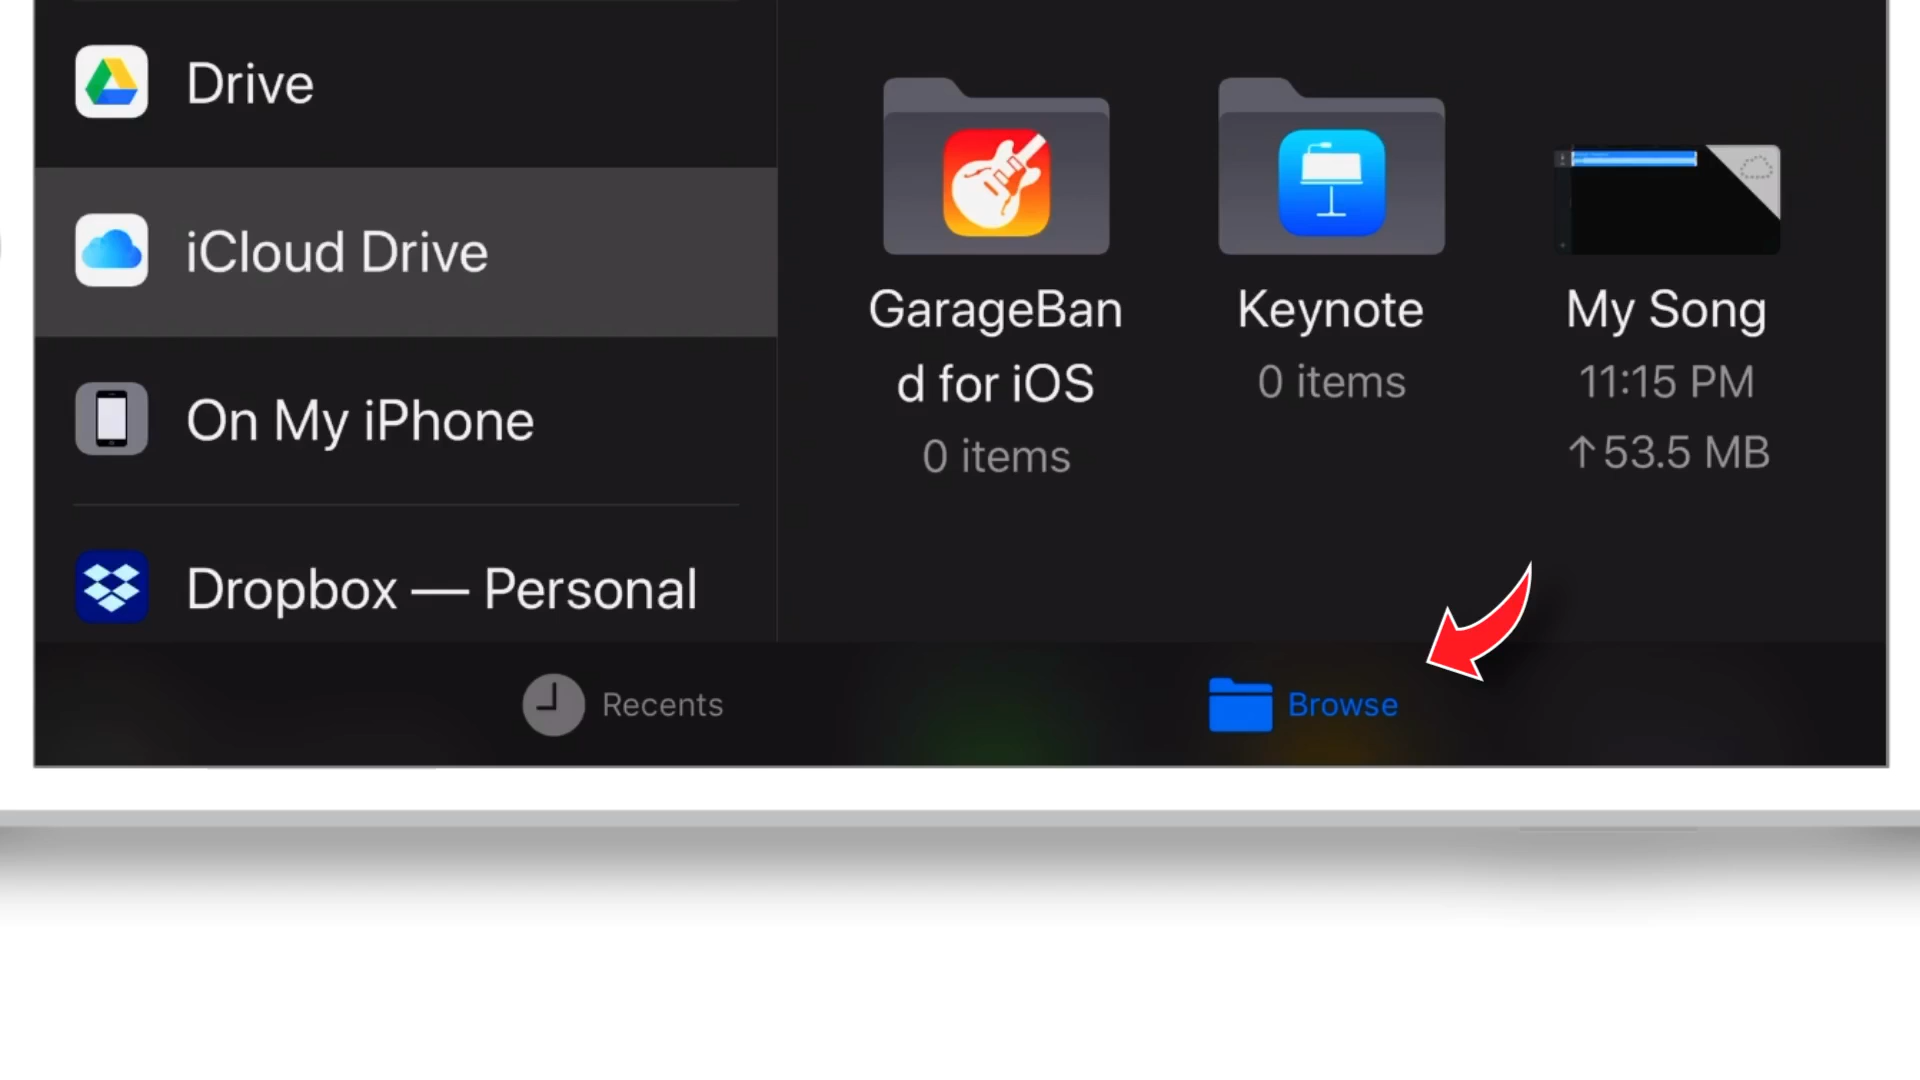 Drive
iCloud Drive
On My iPhone
Dropbox — Personal
GarageBan
d for iOS
0 items
Keynote
0 items
My Song
11:15 PM
↑53.5 MB
Recents
Browse